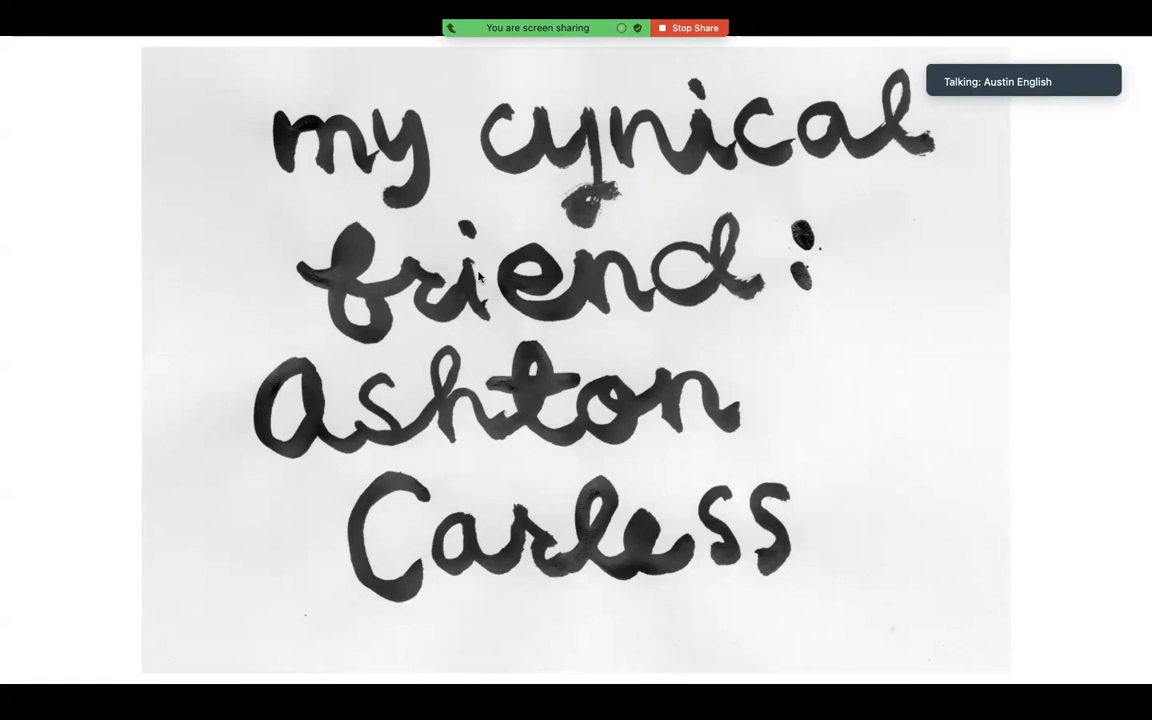 You are screen sharing Stop Share
Talking: Austin English
my cynical
friend:
Ashton
Carless